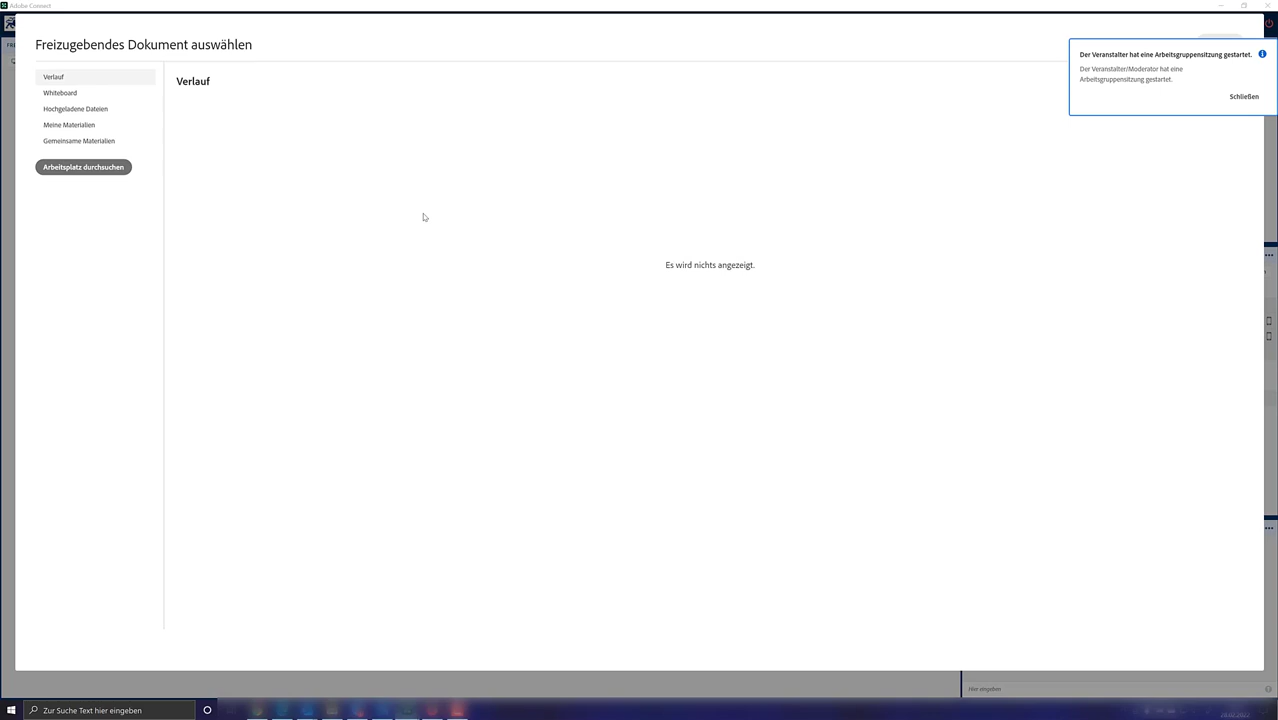 Adobe Connect
FRE
Freizugebendes Dokument auswählen
Der Veranstalter hat eine Arbeitsgruppensitzung gestartet.
Der Veranstalter/Moderator hat eine
Arbeitsgruppensitzung gestartet.
Schließen
Verlauf
Whiteboard
Hochgeladene Dateien
Meine Materialien
Gemeinsame Materialien
Arbeitsplatz durchsuchen
Verlauf
Es wird nichts angezeigt.
Hier eingeben
Zur Suche Text hier eingeben